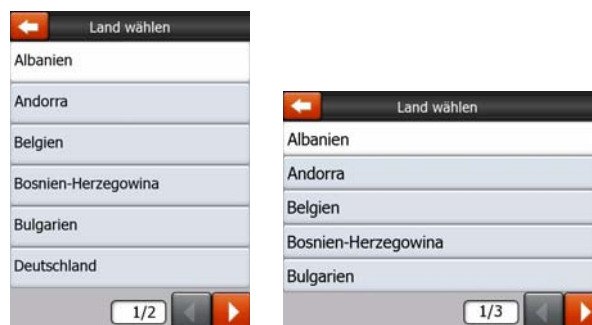 Land wählen
Albanien
Andorra
Belgien
Bosnien-Herzegowina
Bulgarien
Deutschland
1/2
Land wählen
Albanien
Andorra
Belgien
Bosnien-Herzegowina
Bulgarien
1/3